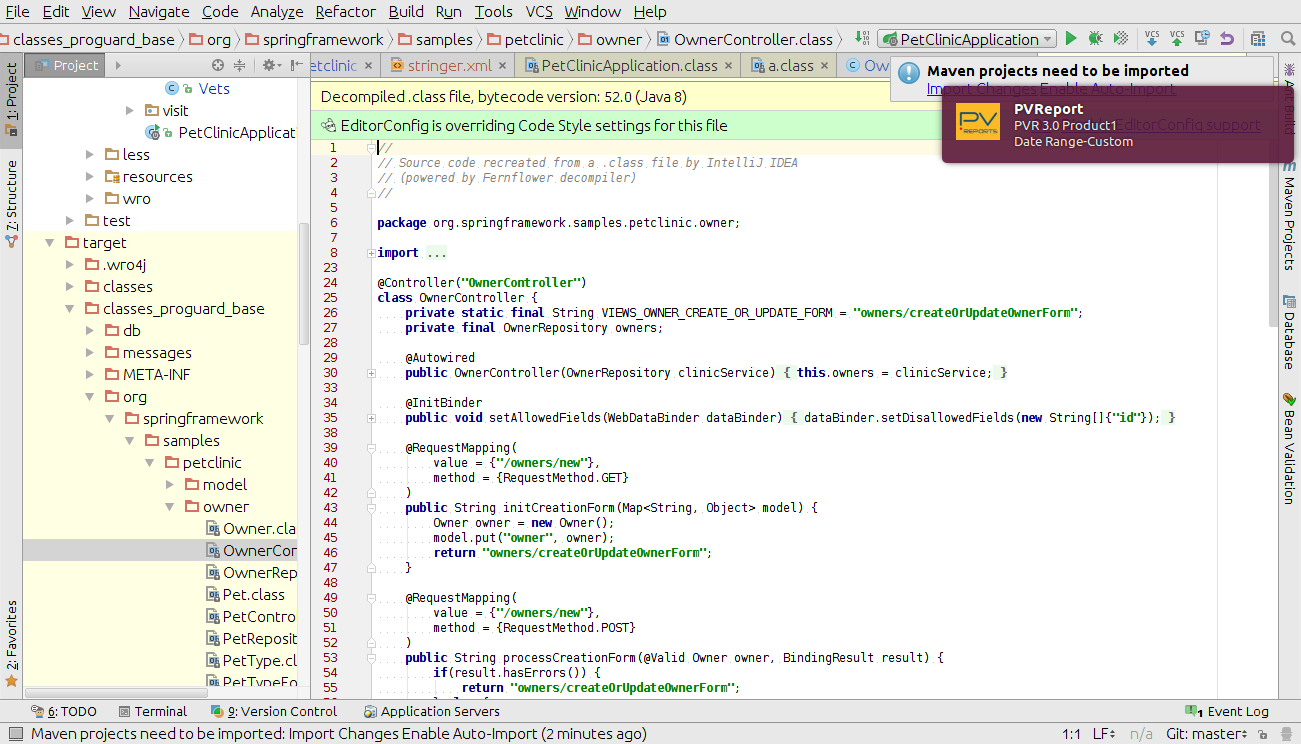 File Edit View Navigate Code Analyze Refactor Build Run Tools VCS Window Help
classes_proguard_base org springframework samples petclinic owner OwnerController.class PetClinicApplication VCS VCS
Project
etclinic stringer.xml PetClinicApplication.class a.class Ow
Maven projects need to be imported
Import Changes Enable Auto-Import
PVReport
PVR 3.0 Product1
Date Range-Custom
PV REPORTS
EditorConfig support
Decompiled .class file, bytecode version: 52.0 (Java 8)
EditorConfig is overriding Code Style settings for this file
1: Project
7: Structure
2: Favorites
Vets
visit
PetClinicApplicat
less
resources
wro
test
target
.wro4j
classes
classes_proguard_base
db
messages
META-INF
org
springframework
samples
petclinic
model
owner
Owner.cla
OwnerCor
OwnerRep
Pet.class
PetContro
PetReposit
PetType.cl
PetTypeFo
1 //
2 // Source code recreated from a .class file by IntelliJ IDEA
3 // (powered by Fernflower decompiler)
4 //
5
6 package org.springframework.samples.petclinic.owner;
7
8 import ...
23
24 @Controller("OwnerController")
25 class OwnerController {
26 private static final String VIEWS_OWNER_CREATE_OR_UPDATE_FORM = "owners/createOrUpdateOwnerForm";
27 private final OwnerRepository owners;
28
29 @Autowired
30 public OwnerController(OwnerRepository clinicService) { this.owners = clinicService; }
33
34 @InitBinder
35 public void setAllowedFields(WebDataBinder dataBinder) { dataBinder.setDisallowedFields(new String[]{"id"}); }
38
39 @RequestMapping(
40 value = {"/owners/new"},
41 method = {RequestMethod.GET}
42 )
43 public String initCreationForm(Map<String, Object> model) {
44 Owner owner = new Owner();
45 model.put("owner", owner);
46 return "owners/createOrUpdateOwnerForm";
47 }
48
49 @RequestMapping(
50 value = {"/owners/new"},
51 method = {RequestMethod.POST}
52 )
53 public String processCreationForm(@Valid Owner owner, BindingResult result) {
54 if(result.hasErrors()) {
55 return "owners/createOrUpdateOwnerForm";
Ant Build
Maven Projects
Database
Bean Validation
6: TODO Terminal 9: Version Control Application Servers 1 Event Log
Maven projects need to be imported: Import Changes Enable Auto-Import (2 minutes ago) 1:1 LF n/a Git: master